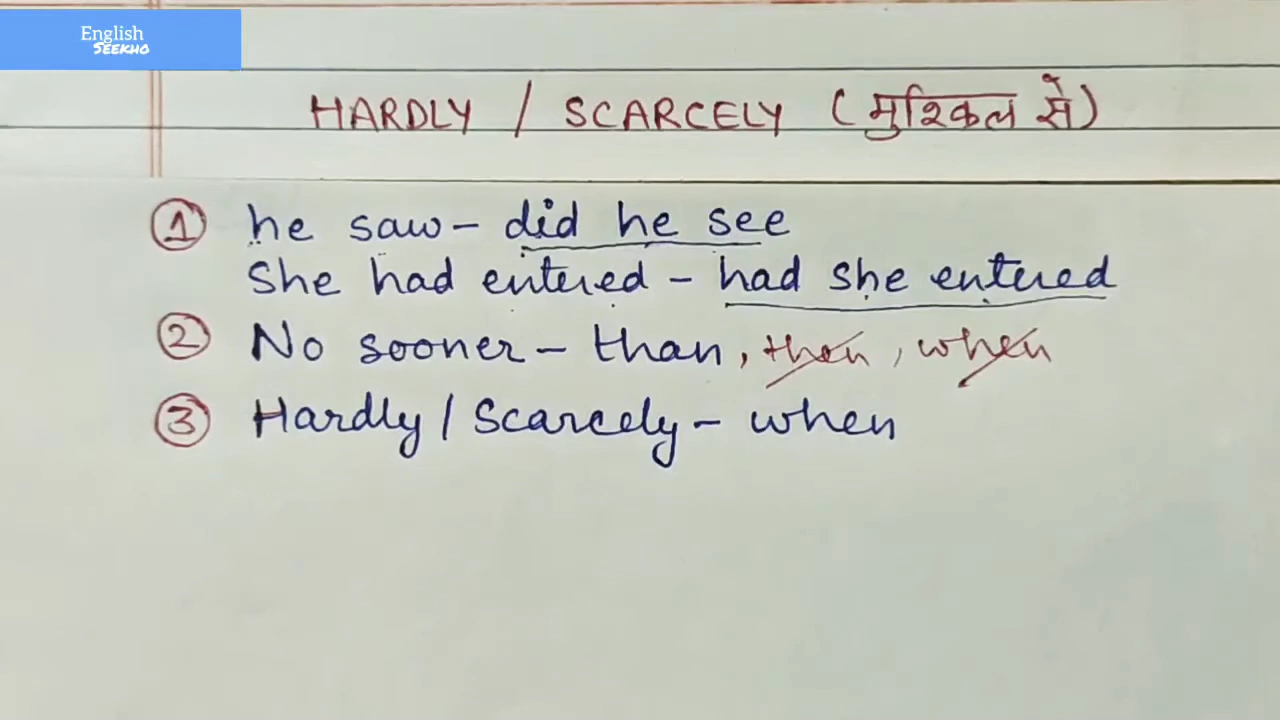 English
SEEKHO
HARDLY / SCARCELY (मुश्किल से)
① he saw - did he see
She had entered - had she entered
② No sooner - than, then, when
③ Hardly / Scarcely - when